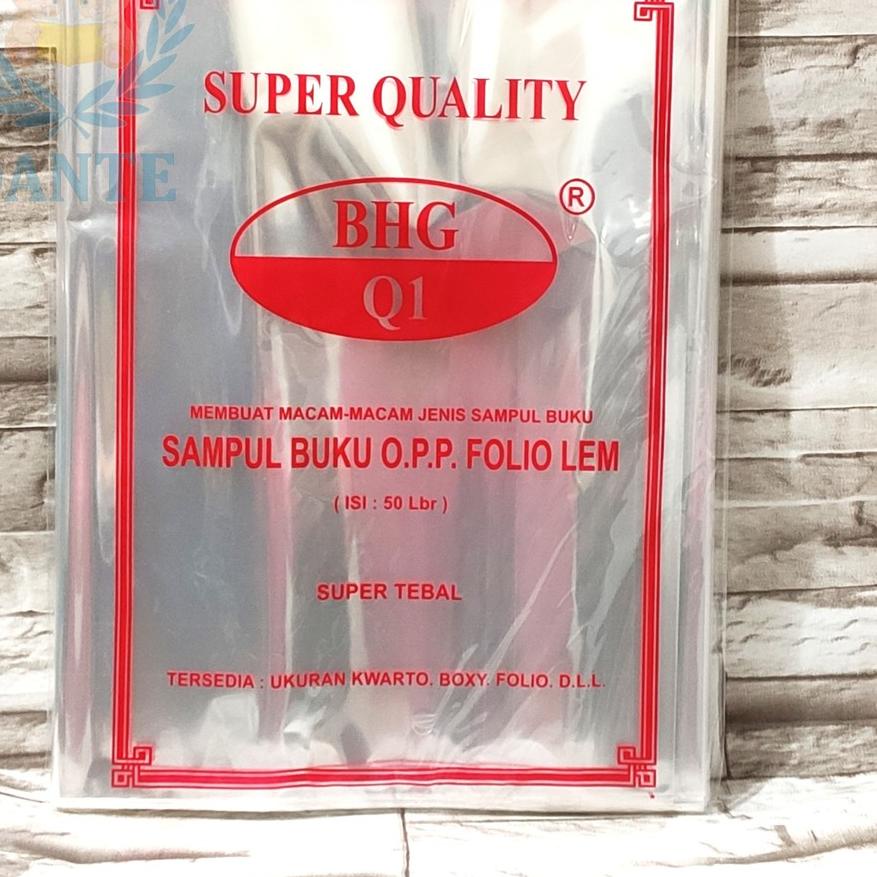 SUPER QUALITY
®
BHG
Q1
DANTE
MEMBUAT MACAM-MACAM JENIS SAMPUL BUKU
SAMPUL BUKU O.P.P. FOLIO LEM
( ISI : 50 Lbr )
SUPER TEBAL
TERSEDIA : UKURAN KWARTO. BOXY. FOLIO. D.L.L.